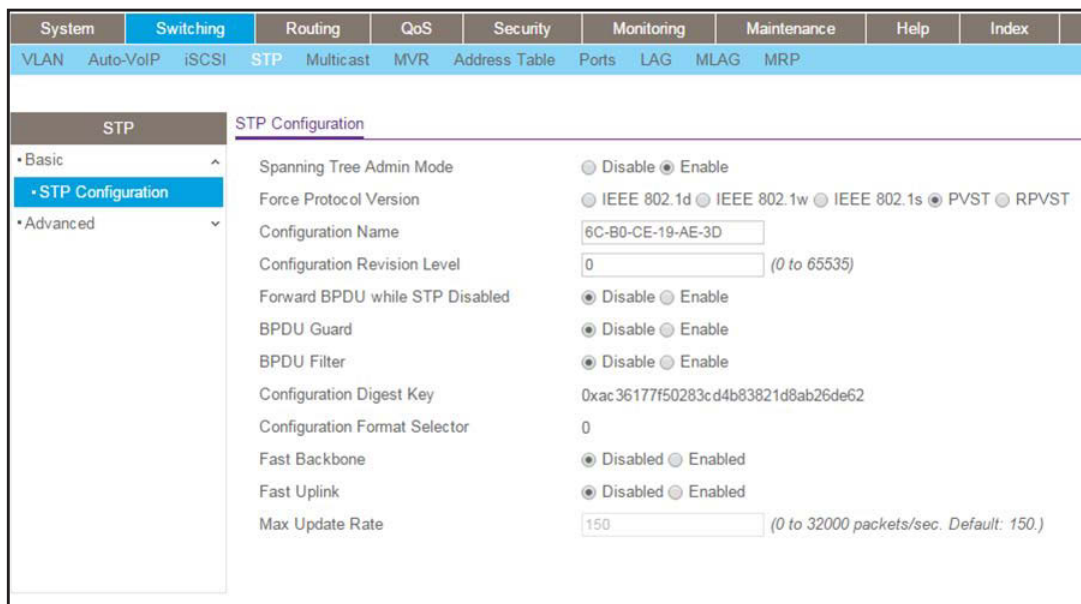 System Switching Routing QoS Security Monitoring Maintenance Help Index
VLAN Auto-VoIP iSCSI STP Multicast MVR Address Table Ports LAG MLAG MRP
STP
Basic
STP Configuration
Advanced
STP Configuration
Spanning Tree Admin Mode Disable Enable
Force Protocol Version IEEE 802.1d IEEE 802.1w IEEE 802.1s PVST RPVST
Configuration Name 6C-B0-CE-19-AE-3D
Configuration Revision Level 0 (0 to 65535)
Forward BPDU while STP Disabled Disable Enable
BPDU Guard Disable Enable
BPDU Filter Disable Enable
Configuration Digest Key 0xac36177f50283cd4b83821d8ab26de62
Configuration Format Selector 0
Fast Backbone Disabled Enabled
Fast Uplink Disabled Enabled
Max Update Rate 150 (0 to 32000 packets/sec. Default: 150.)